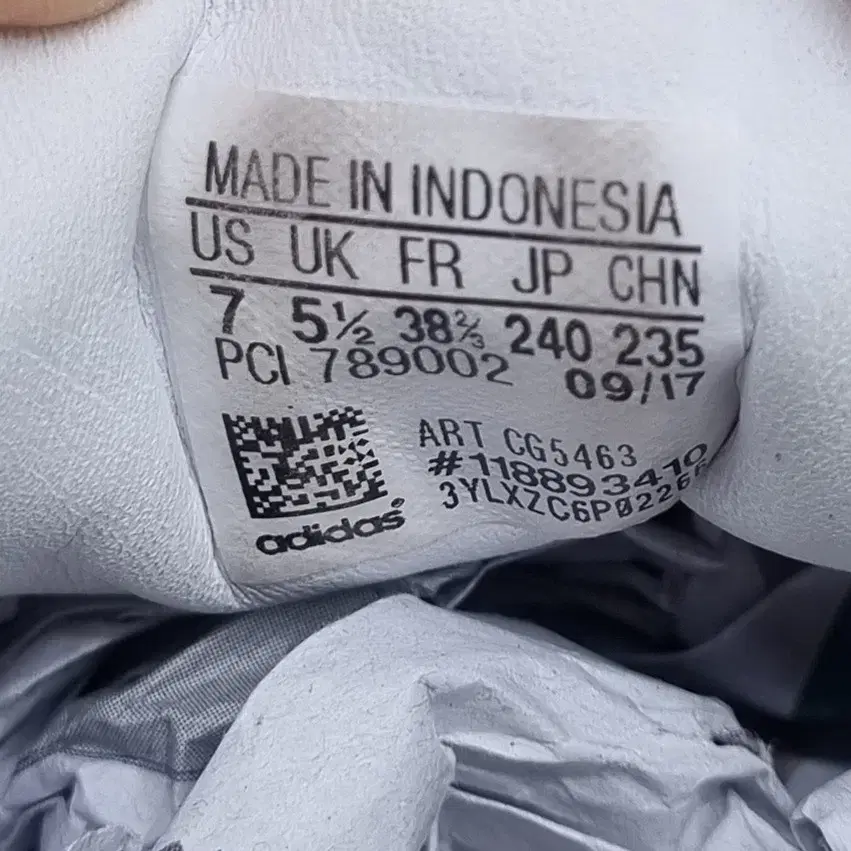 MADE IN INDONESIA
US UK FR JP CHN
7 5½ 38⅔ 240 235
PCI 789002 09/17
ART CG5463
#118893410
3YLXZC6PØ2266
adidas®